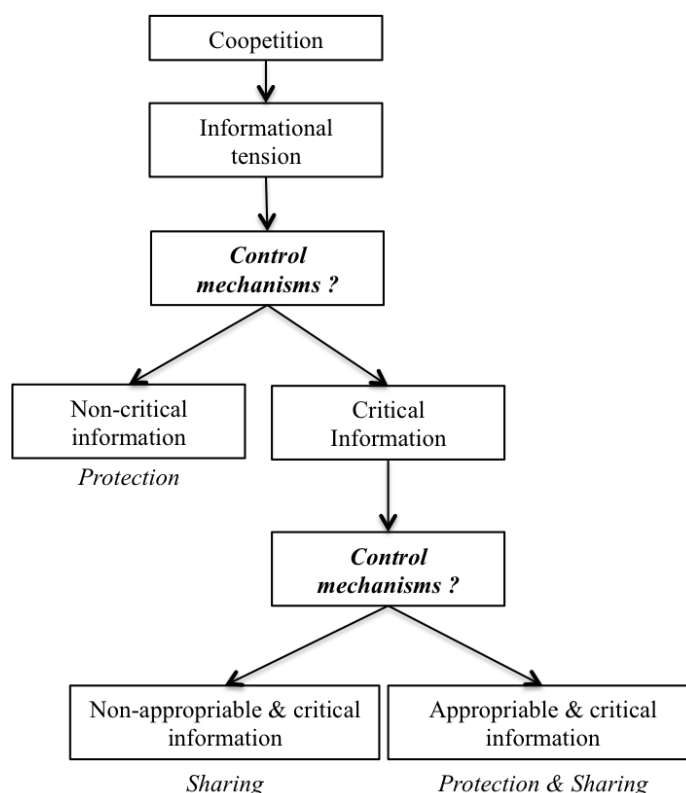 Coopetition
Informational
tension
Control
mechanisms ?
Non-critical
information
Protection
Critical
Information
Control
mechanisms ?
Non-appropriable & critical
information
Sharing
Appropriable & critical
information
Protection & Sharing